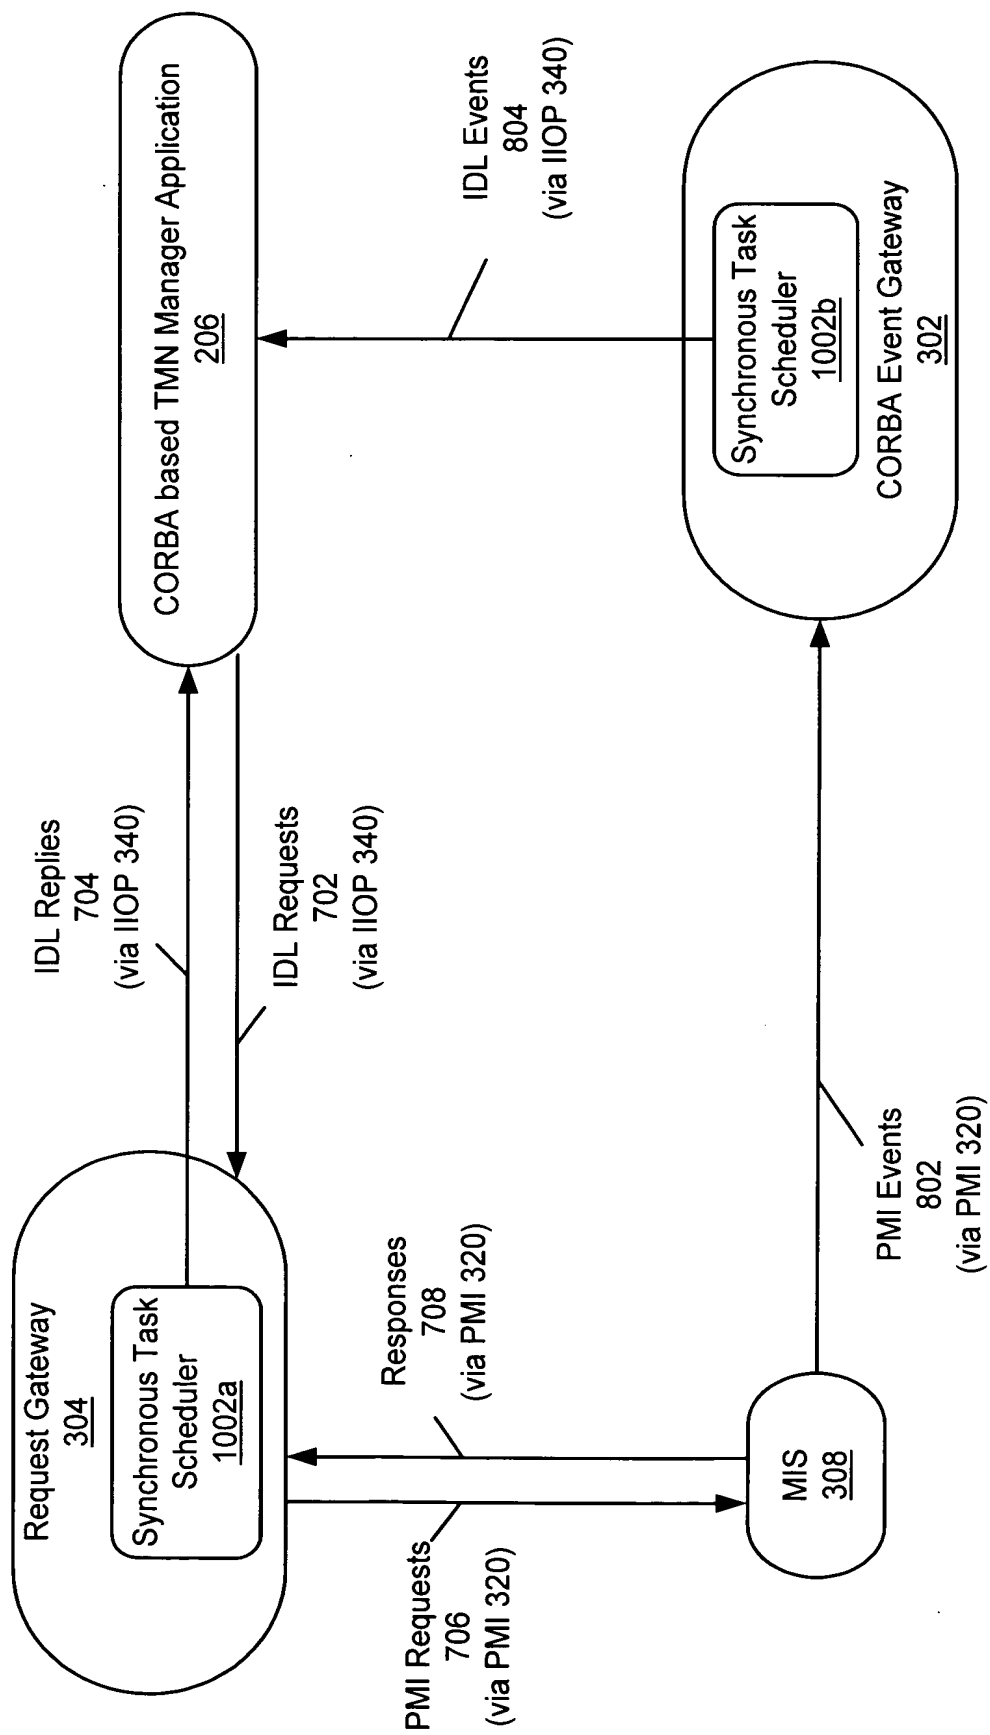 Request Gateway
304
Synchronous Task
Scheduler
1002a
IDL Replies
704
(via IIOP 340)
IDL Requests
702
(via IIOP 340)
CORBA based TMN Manager Application
206
PMI Requests
706
(via PMI 320)
Responses
708
(via PMI 320)
IDL Events
804
(via IIOP 340)
MIS
308
PMI Events
802
(via PMI 320)
Synchronous Task
Scheduler
1002b
CORBA Event Gateway
302